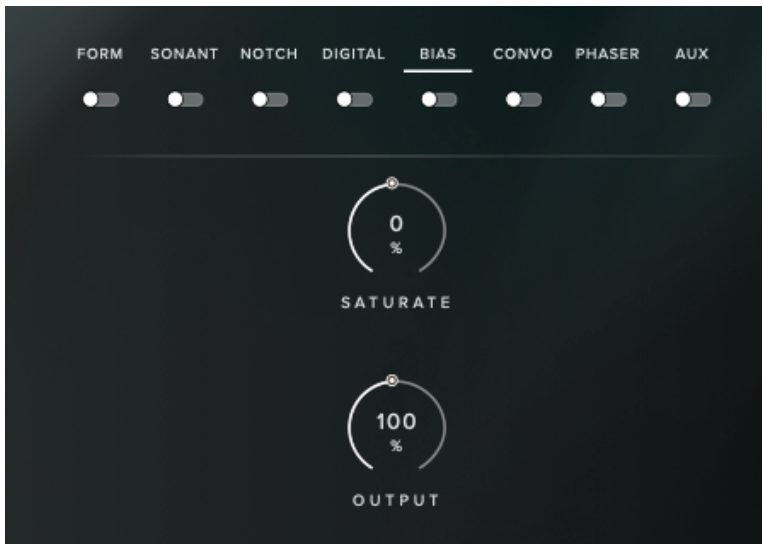 FORM SONANT NOTCH DIGITAL BIAS CONVO PHASER AUX
0
%
SATURATE
100
%
OUTPUT